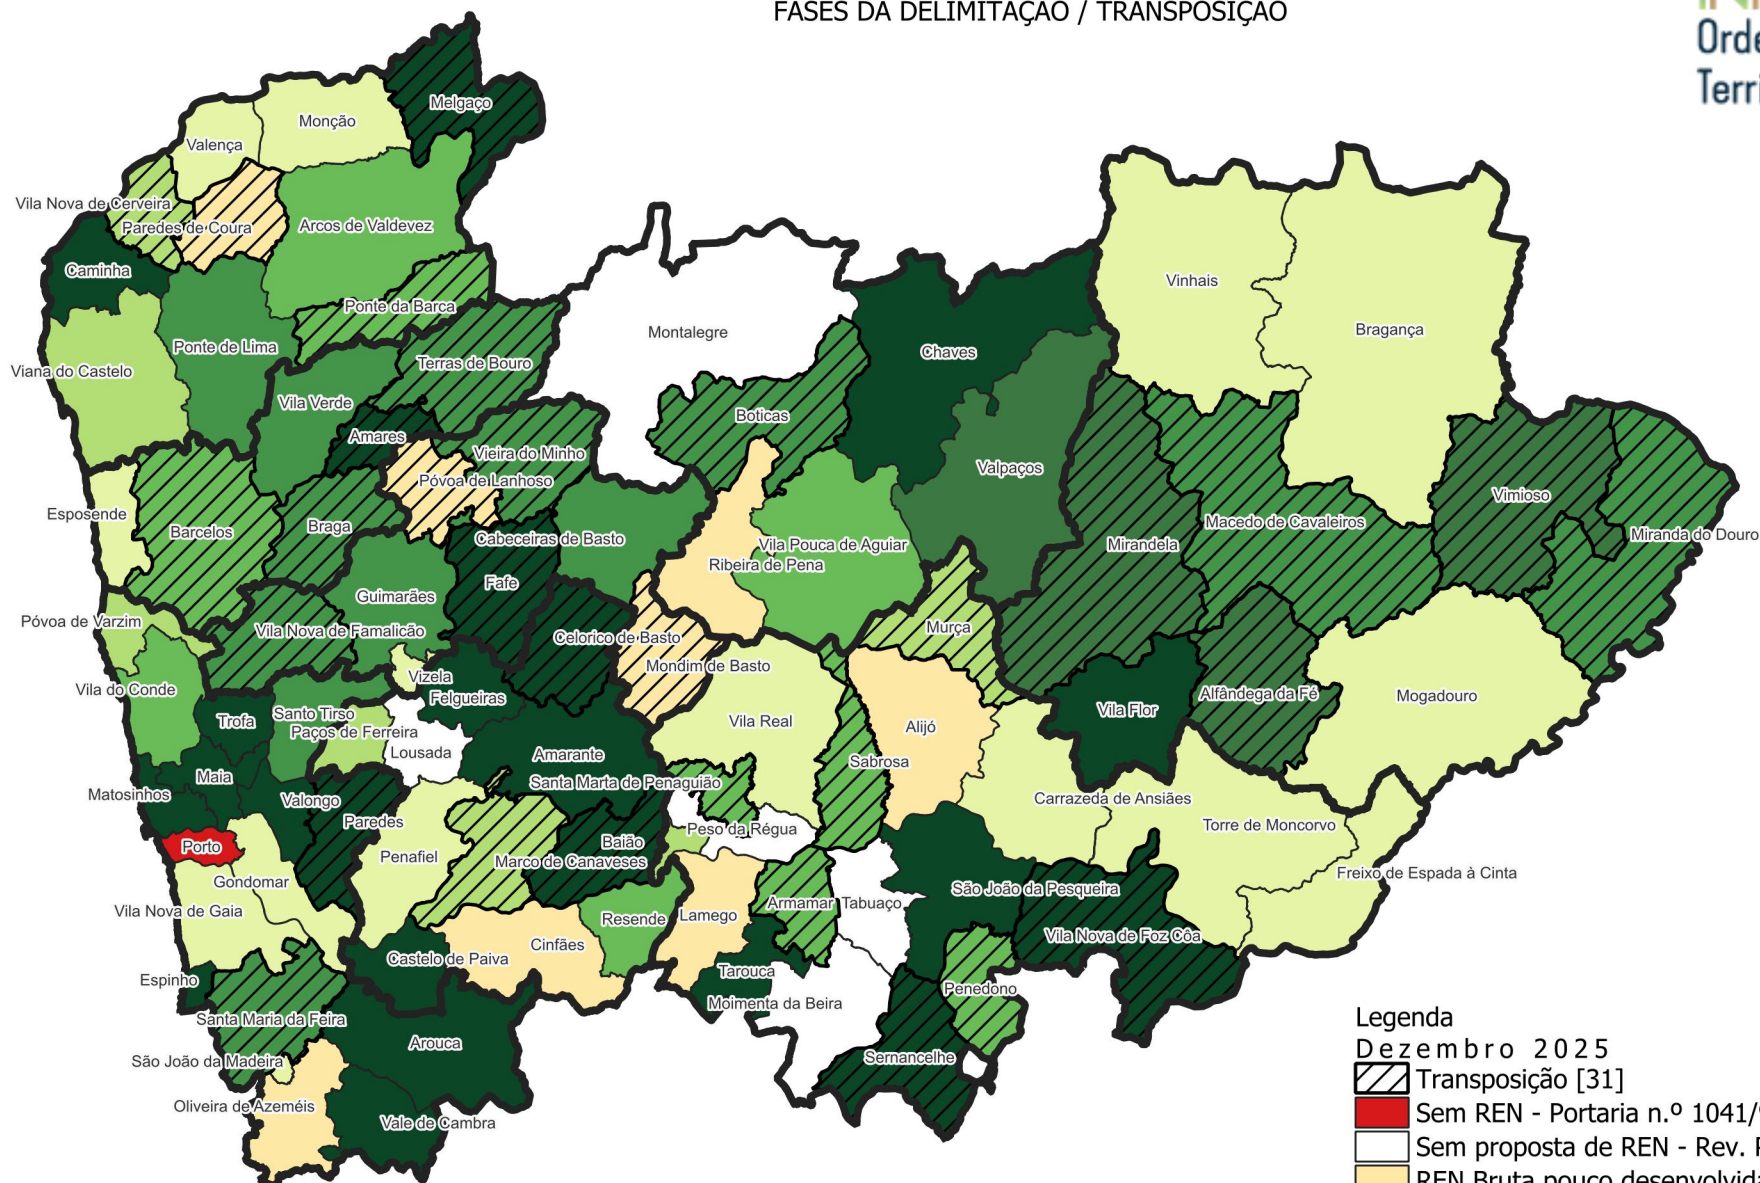 FASES DA DELIMITAÇÃO / TRANSPOSIÇÃO
Orde
Terri
Melgaço
Monção
Valença
Vila Nova de Cerveira
Paredes de Coura
Arcos de Valdevez
Caminha
Ponte da Barca
Vinhais
Bragança
Montalegre
Ponte de Lima
Chaves
Terras de Bouro
Viana do Castelo
Vila Verde
Boticas
Amares
Vieira do Minho
Valpaços
Póvoa de Lanhoso
Vimioso
Esposende
Barcelos
Braga
Cabeceiras de Basto
Macedo de Cavaleiros
Miranda do Douro
Vila Pouca de Aguiar
Mirandela
Ribeira de Pena
Fafe
Guimarães
Póvoa de Varzim
Vila Nova de Famalicão
Celorico de Basto
Murça
Mondim de Basto
Vizela
Vila do Conde
Felgueiras
Alfândega da Fé
Mogadouro
Vila Flor
Trofa
Santo Tirso
Vila Real
Alijó
Paços de Ferreira
Lousada
Amarante
Sabrosa
Maia
Santa Marta de Penaguião
Matosinhos
Valongo
Carrazeda de Ansiães
Paredes
Peso da Régua
Torre de Moncorvo
Porto
Baião
Penafiel
Marco de Canaveses
Freixo de Espada à Cinta
Gondomar
São João da Pesqueira
Vila Nova de Gaia
Resende
Lamego
Armamar
Tabuaço
Vila Nova de Foz Côa
Cinfães
Castelo de Paiva
Espinho
Tarouca
Penedono
Moimenta da Beira
Santa Maria da Feira
Arouca
Sernancelhe
São João da Madeira
Oliveira de Azeméis
Vale de Cambra
Legenda
Dezembro 2025
Transposição [31]
Sem REN - Portaria n.º 1041/
Sem proposta de REN - Rev.
REN Bruta pouco desenvolvida